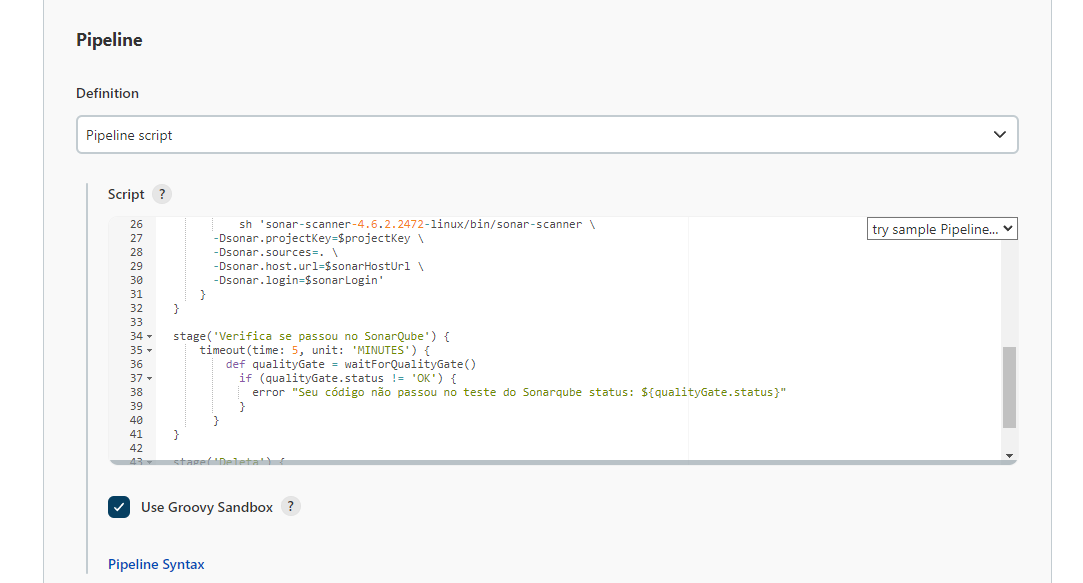 Pipeline
Definition
Pipeline script
Script ?
try sample Pipeline...
26 sh 'sonar-scanner-4.6.2.2472-linux/bin/sonar-scanner \
27 -Dsonar.projectKey=$projectKey \
28 -Dsonar.sources=. \
29 -Dsonar.host.url=$sonarHostUrl \
30 -Dsonar.login=$sonarLogin'
31 }
32 }
33
34 stage('Verifica se passou no SonarQube') {
35 timeout(time: 5, unit: 'MINUTES') {
36 def qualityGate = waitForQualityGate()
37 if (qualityGate.status != 'OK') {
38 error "Seu código não passou no teste do Sonarqube status: ${qualityGate.status}"
39 }
40 }
41 }
42
43 stage('Deleta') {
Use Groovy Sandbox ?
Pipeline Syntax